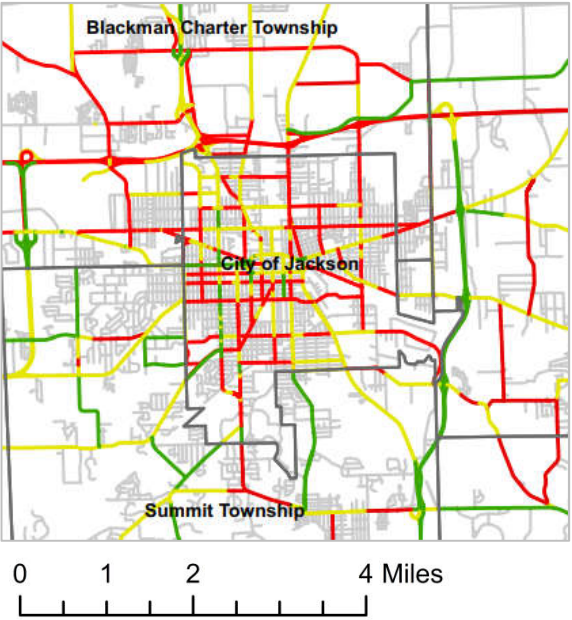 Blackman Charter Township
City of Jackson
Summit Township
0 1 2 4 Miles